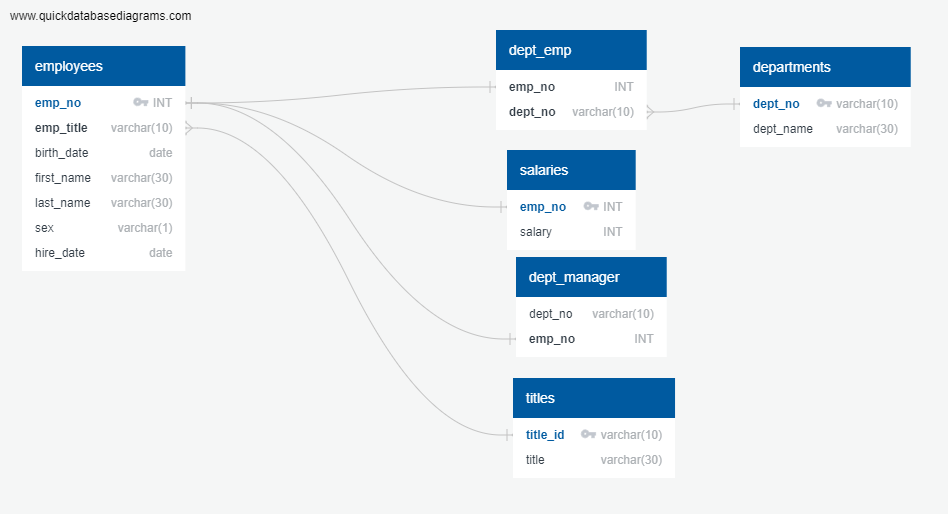 www.quickdatabasediagrams.com
employees
emp_no INT
emp_title varchar(10)
birth_date date
first_name varchar(30)
last_name varchar(30)
sex varchar(1)
hire_date date
dept_emp
emp_no INT
dept_no varchar(10)
departments
dept_no varchar(10)
dept_name varchar(30)
salaries
emp_no INT
salary INT
dept_manager
dept_no varchar(10)
emp_no INT
titles
title_id varchar(10)
title varchar(30)